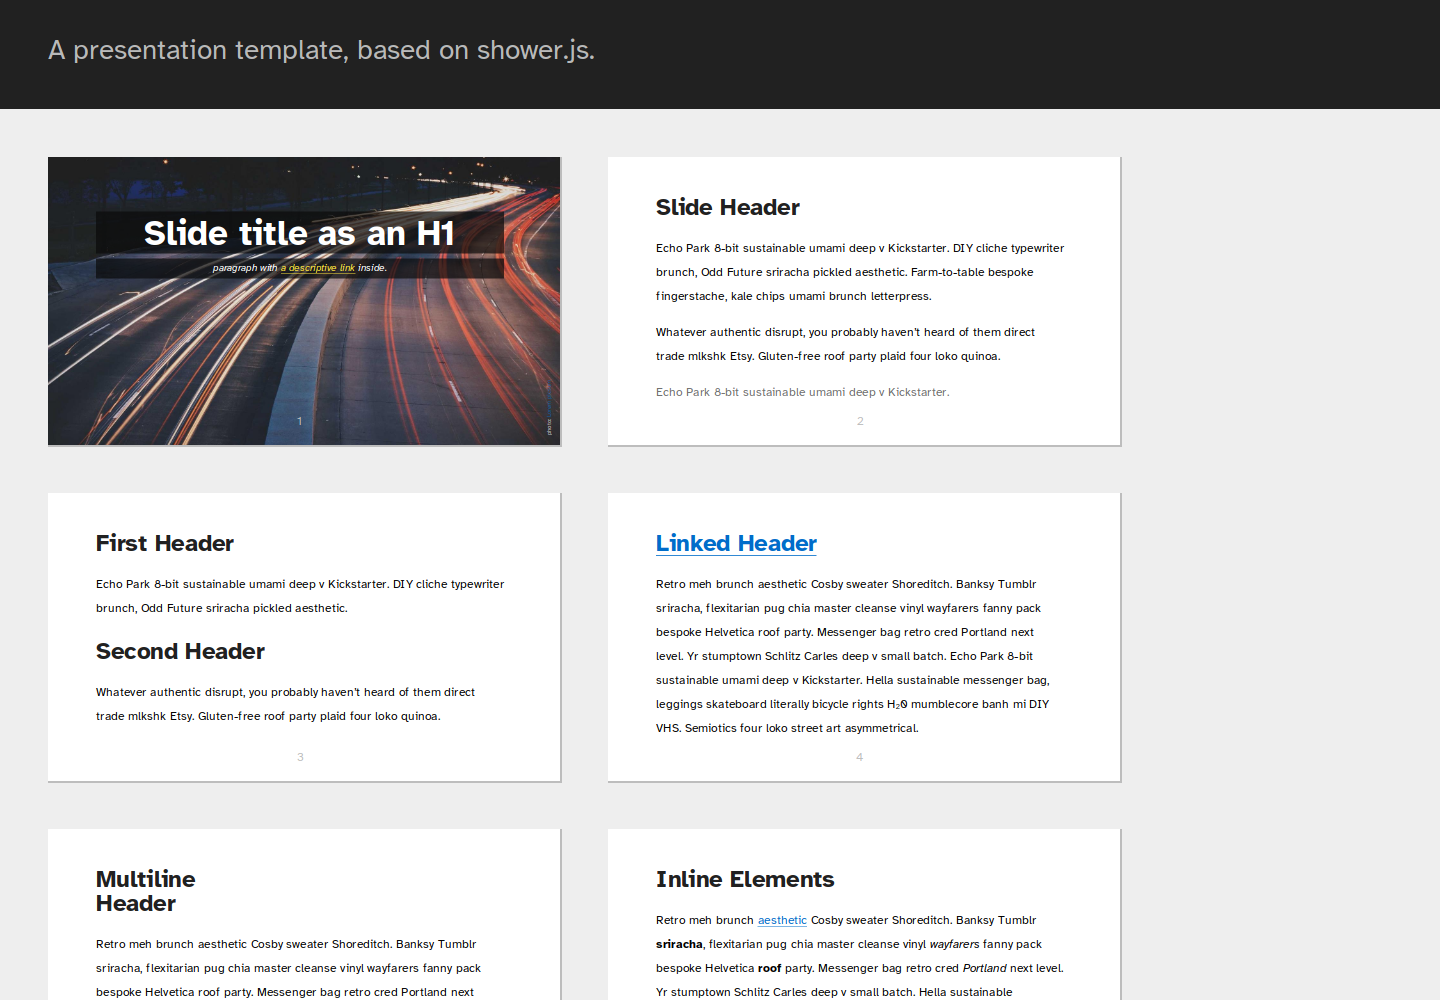 A presentation template, based on shower.js.
Slide title as an H1
paragraph with a descriptive link inside.
photo:
1
Slide Header
Echo Park 8-bit sustainable umami deep v Kickstarter. DIY cliche typewriter
brunch, Odd Future sriracha pickled aesthetic. Farm-to-table bespoke
fingerstache, kale chips umami brunch letterpress.
Whatever authentic disrupt, you probably haven't heard of them direct
trade mlkshk Etsy. Gluten-free roof party plaid four loko quinoa.
Echo Park 8-bit sustainable umami deep v Kickstarter.
2
First Header
Echo Park 8-bit sustainable umami deep v Kickstarter. DIY cliche typewriter
brunch, Odd Future sriracha pickled aesthetic.
Second Header
Whatever authentic disrupt, you probably haven't heard of them direct
trade mlkshk Etsy. Gluten-free roof party plaid four loko quinoa.
3
Linked Header
Retro meh brunch aesthetic Cosby sweater Shoreditch. Banksy Tumblr
sriracha, flexitarian pug chia master cleanse vinyl wayfarers fanny pack
bespoke Helvetica roof party. Messenger bag retro cred Portland next
level. Yr stumptown Schlitz Carles deep v small batch. Echo Park 8-bit
sustainable umami deep v Kickstarter. Hella sustainable messenger bag,
leggings skateboard literally bicycle rights H₂0 mumblecore banh mi DIY
VHS. Semiotics four loko street art asymmetrical.
4
Multiline
Header
Retro meh brunch aesthetic Cosby sweater Shoreditch. Banksy Tumblr
sriracha, flexitarian pug chia master cleanse vinyl wayfarers fanny pack
bespoke Helvetica roof party. Messenger bag retro cred Portland next
Inline Elements
Retro meh brunch aesthetic Cosby sweater Shoreditch. Banksy Tumblr
sriracha, flexitarian pug chia master cleanse vinyl wayfarers fanny pack
bespoke Helvetica roof party. Messenger bag retro cred Portland next level.
Yr stumptown Schlitz Carles deep v small batch. Hella sustainable